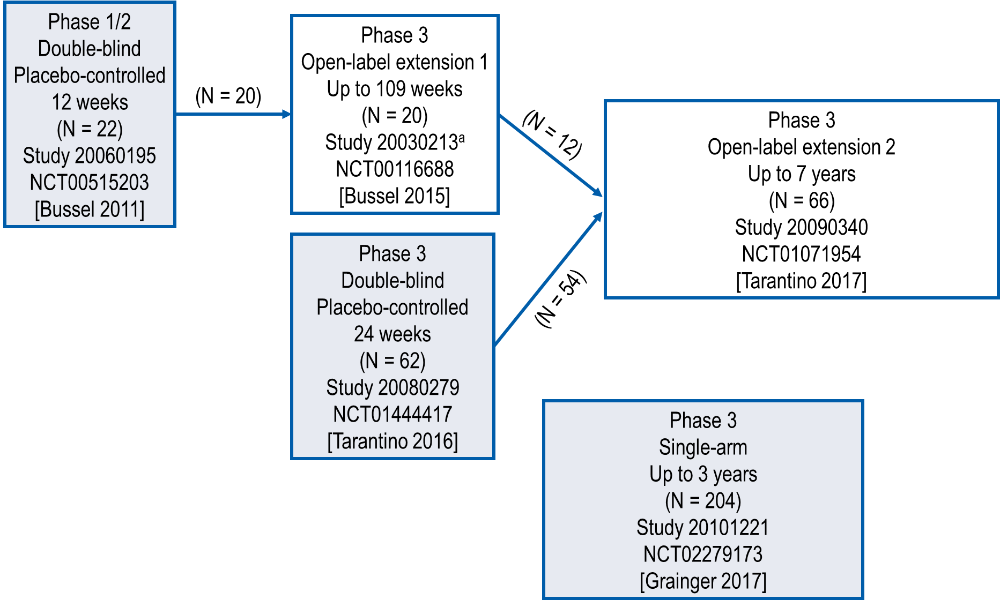 Phase 1/2
Double-blind
Placebo-controlled
12 weeks
(N = 22)
Study 20060195
NCT00515203
[Bussel 2011]
(N = 20)
Phase 3
Open-label extension 1
Up to 109 weeks
(N = 20)
Study 20030213ᵃ
NCT00116688
[Bussel 2015]
(N = 12)
Phase 3
Double-blind
Placebo-controlled
24 weeks
(N = 62)
Study 20080279
NCT01444417
[Tarantino 2016]
(N = 54)
Phase 3
Open-label extension 2
Up to 7 years
(N = 66)
Study 20090340
NCT01071954
[Tarantino 2017]
Phase 3
Single-arm
Up to 3 years
(N = 204)
Study 20101221
NCT02279173
[Grainger 2017]